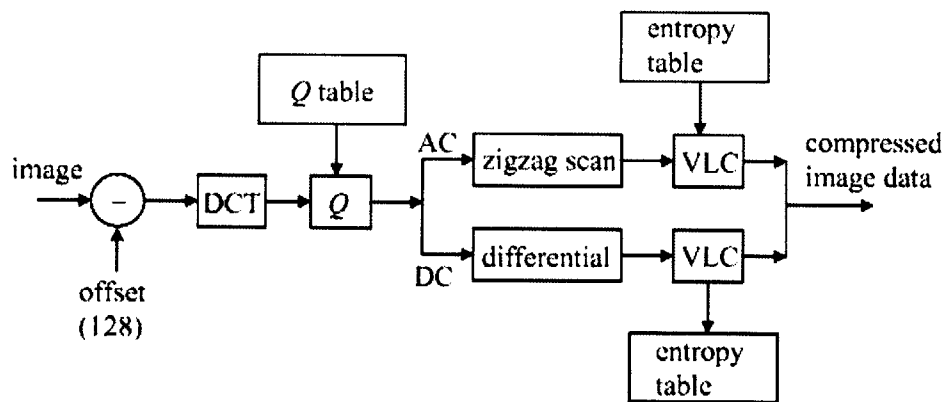 entropy
table
Q table
AC
zigzag scan
VLC
compressed
image data
image
−
DCT
Q
DC
differential
VLC
offset
(128)
entropy
table